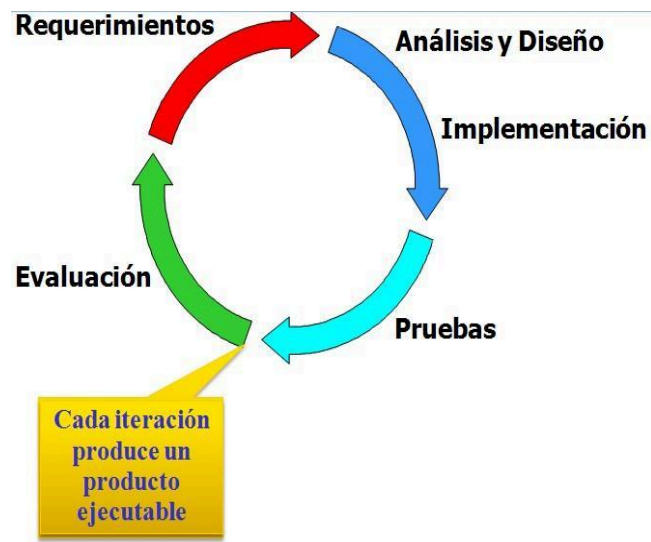 Requerimientos
Análisis y Diseño
Implementación
Evaluación
Pruebas
Cada iteración
produce un
producto
ejecutable